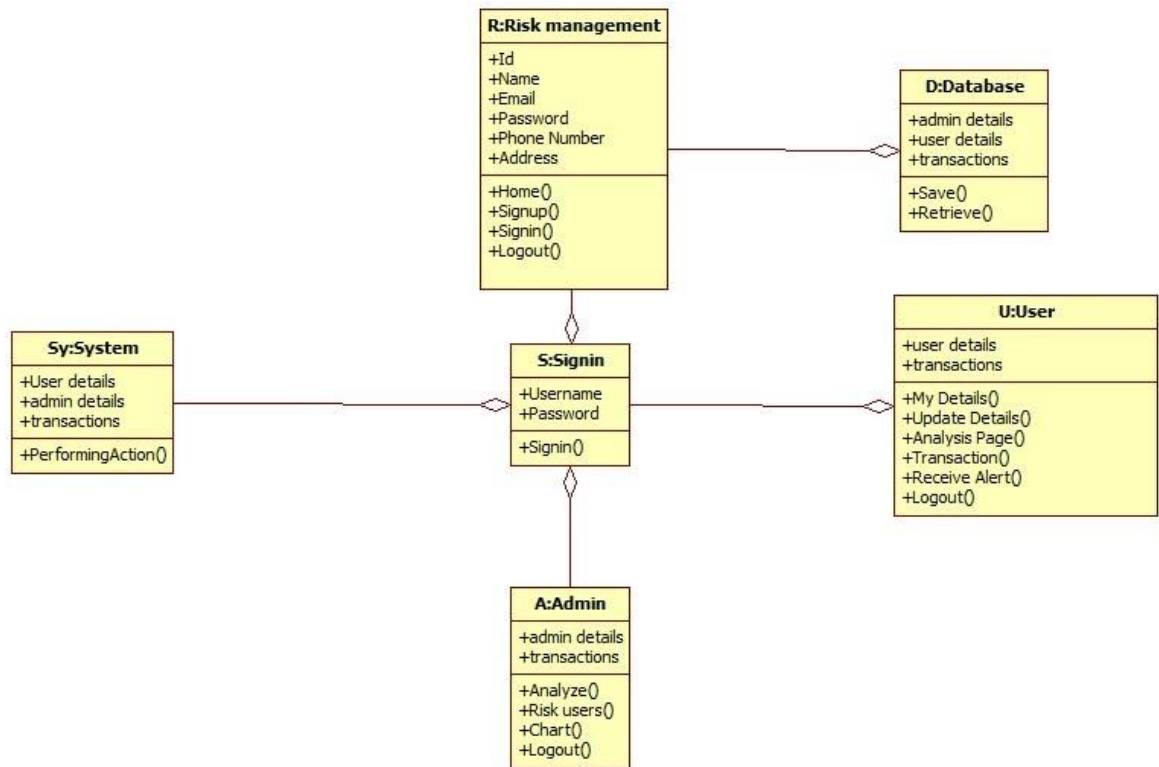 R:Risk management
+Id
+Name
+Email
+Password
+Phone Number
+Address
+Home()
+Signup()
+Signin()
+Logout()
D:Database
+admin details
+user details
+transactions
+Save()
+Retrieve()
Sy:System
+User details
+admin details
+transactions
+PerformingAction()
S:Signin
+Username
+Password
+Signin()
U:User
+user details
+transactions
+My Details()
+Update Details()
+Analysis Page()
+Transaction()
+Receive Alert()
+Logout()
A:Admin
+admin details
+transactions
+Analyze()
+Risk users()
+Chart()
+Logout()